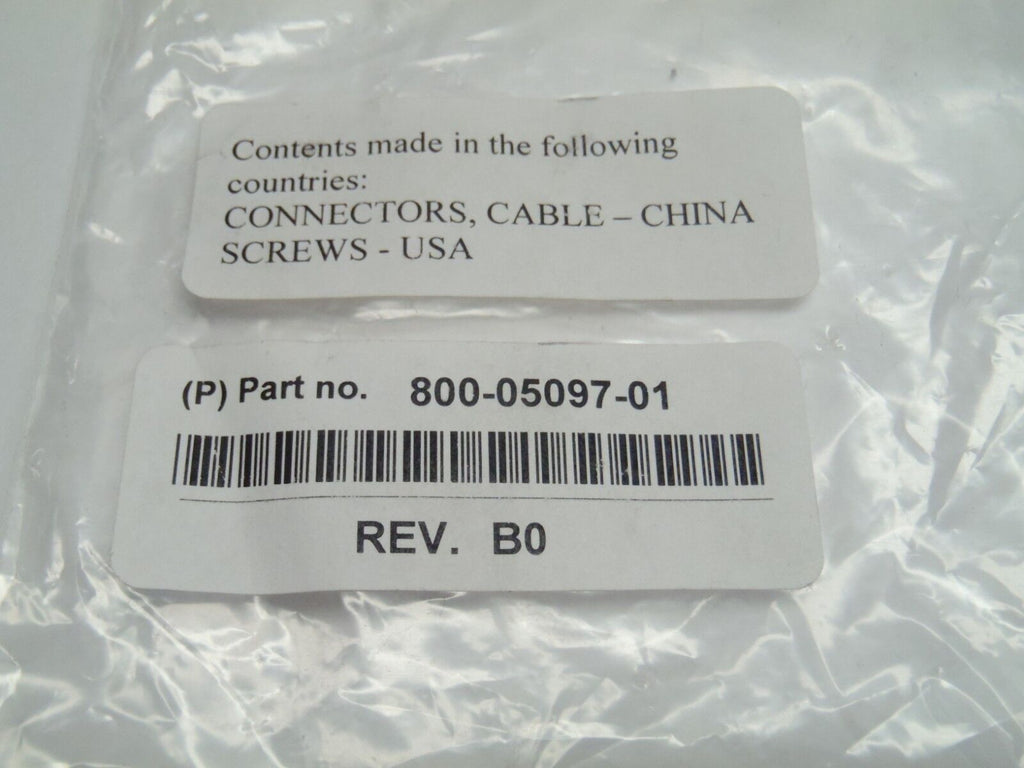 Contents made in the following
countries:
CONNECTORS, CABLE – CHINA
SCREWS - USA
(P) Part no. 800-05097-01
REV. B0